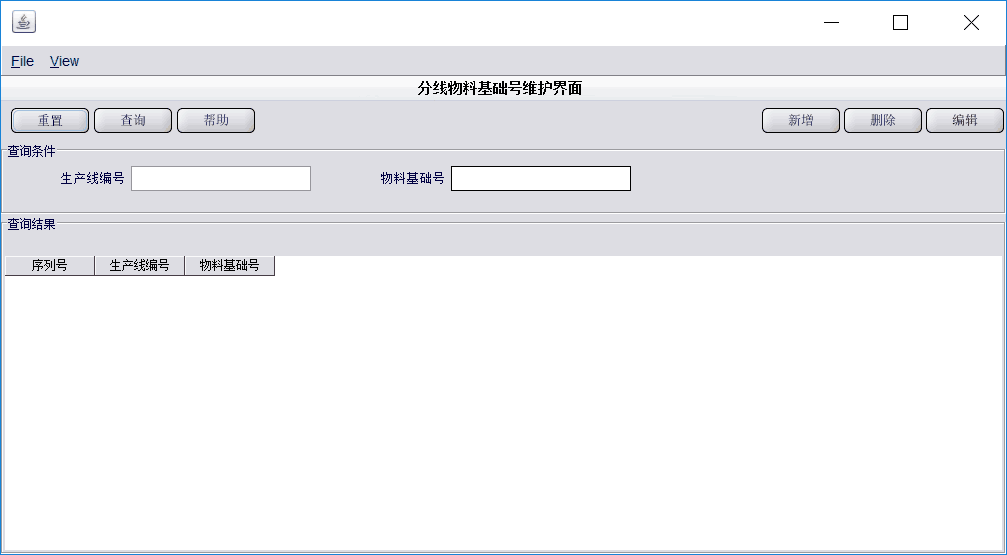 File View
分线物料基础号维护界面
重置 查询 帮助 新增 删除 编辑
查询条件
生产线编号 物料基础号
查询结果
序列号 生产线编号 物料基础号